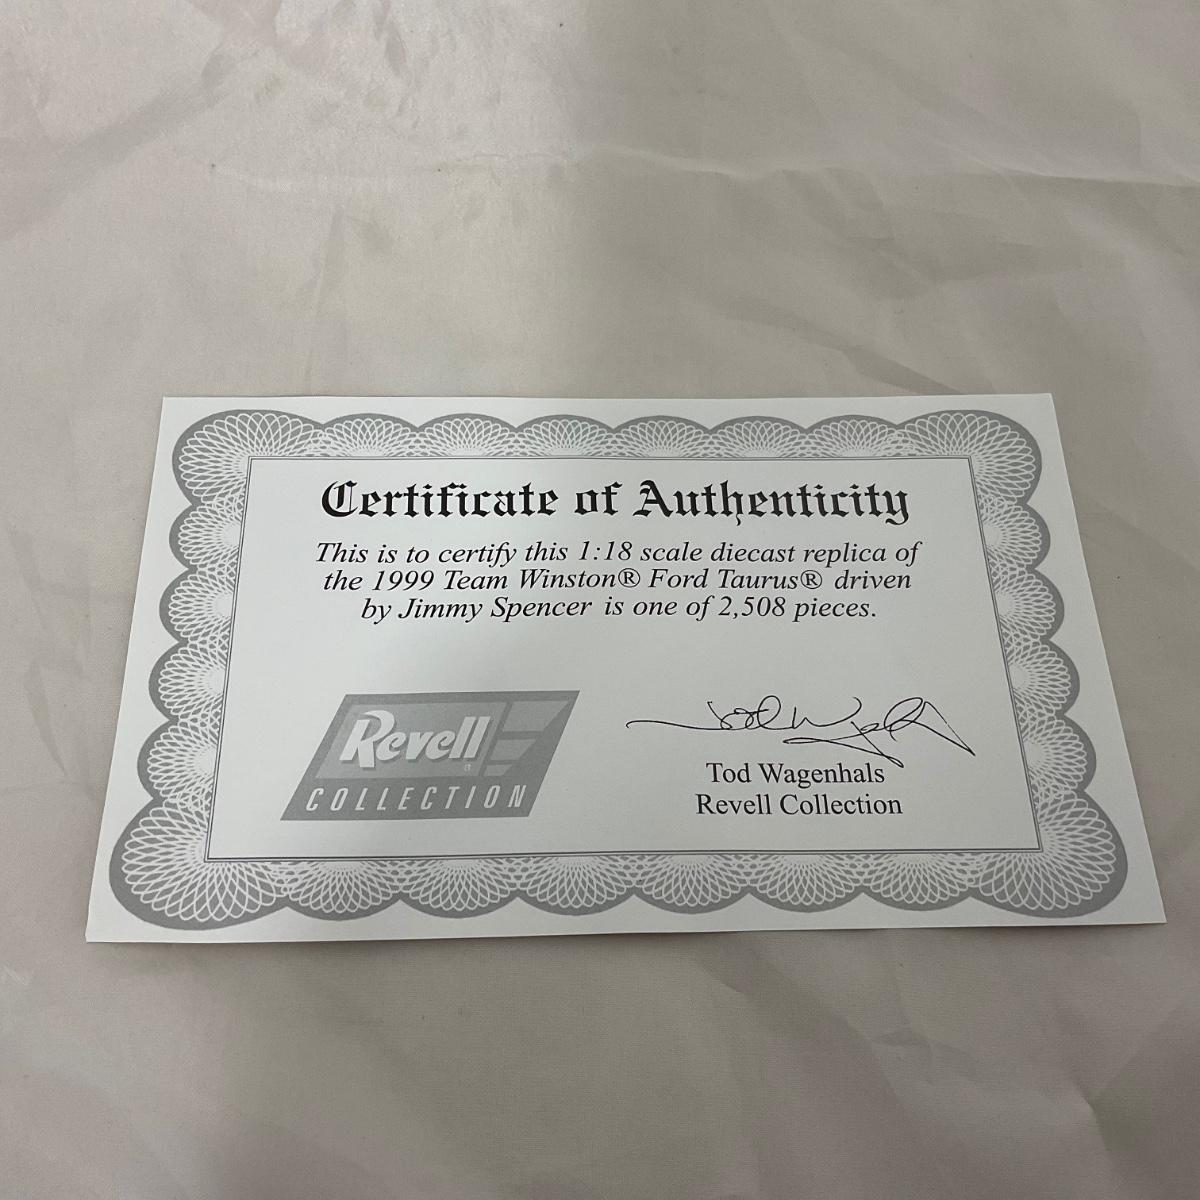 Certificate of Authenticity
This is to certify this 1:18 scale diecast replica of
the 1999 Team Winston® Ford Taurus® driven
by Jimmy Spencer is one of 2,508 pieces.
Revell
COLLECTION
Tod Wagenhals
Revell Collection